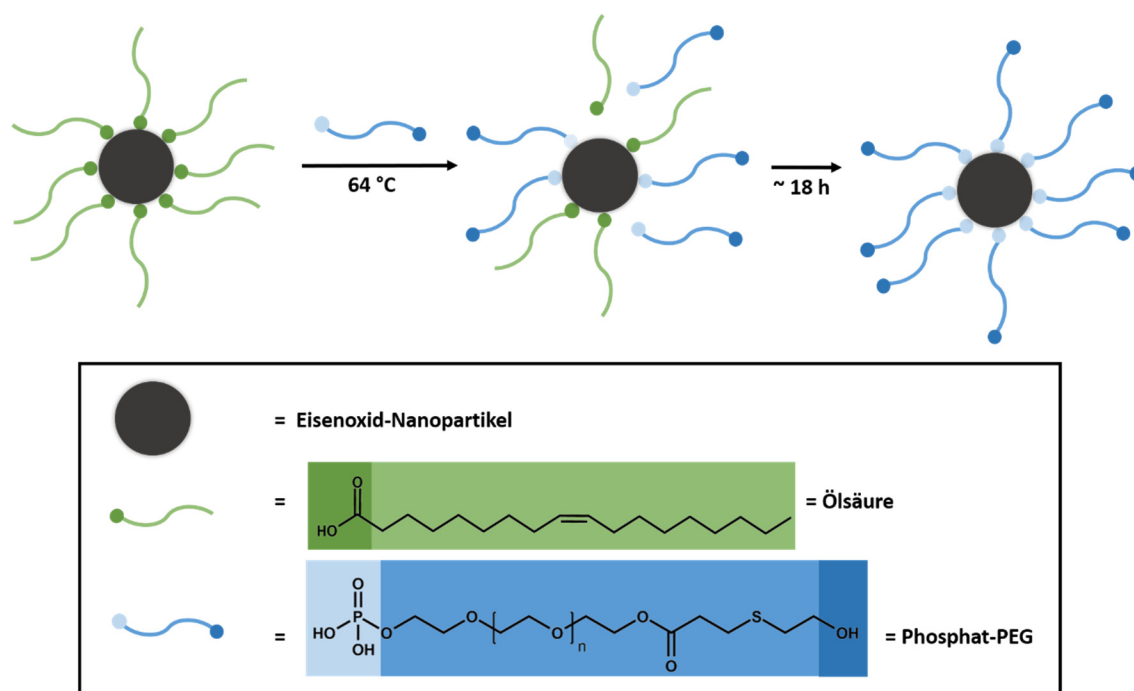 64 °C
~ 18 h
= Eisenoxid-Nanopartikel
= O HO = Ölsäure
= O HO P O OH O O n O O S OH = Phosphat-PEG